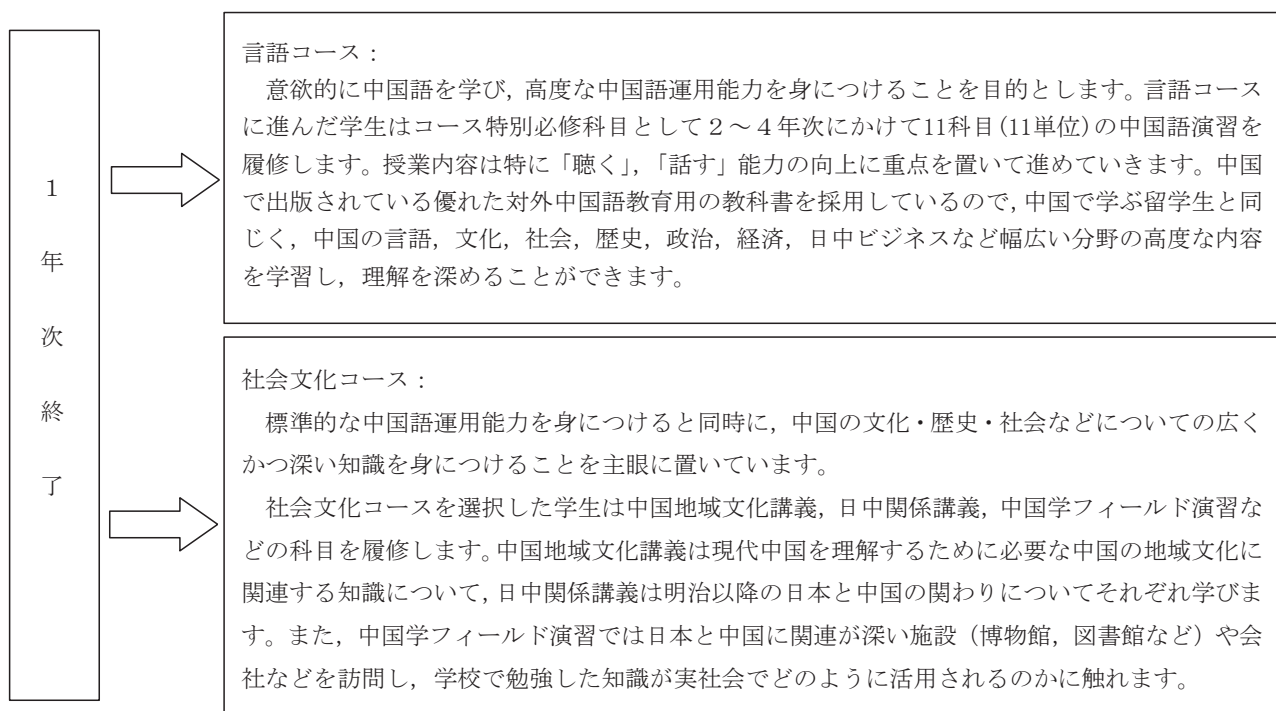 1
年
次
終
了
言語コース：
意欲的に中国語を学び，高度な中国語運用能力を身につけることを目的とします。言語コース
に進んだ学生はコース特別必修科目として２～４年次にかけて11科目(11単位)の中国語演習を
履修します。授業内容は特に「聴く」，「話す」能力の向上に重点を置いて進めていきます。中国
で出版されている優れた対外中国語教育用の教科書を採用しているので，中国で学ぶ留学生と同
じく，中国の言語，文化，社会，歴史，政治，経済，日中ビジネスなど幅広い分野の高度な内容
を学習し，理解を深めることができます。
社会文化コース：
標準的な中国語運用能力を身につけると同時に，中国の文化・歴史・社会などについての広く
かつ深い知識を身につけることを主眼に置いています。
社会文化コースを選択した学生は中国地域文化講義，日中関係講義，中国学フィールド演習な
どの科目を履修します。中国地域文化講義は現代中国を理解するために必要な中国の地域文化に
関連する知識について，日中関係講義は明治以降の日本と中国の関わりについてそれぞれ学びま
す。また，中国学フィールド演習では日本と中国に関連が深い施設（博物館，図書館など）や会
社などを訪問し，学校で勉強した知識が実社会でどのように活用されるのかに触れます。